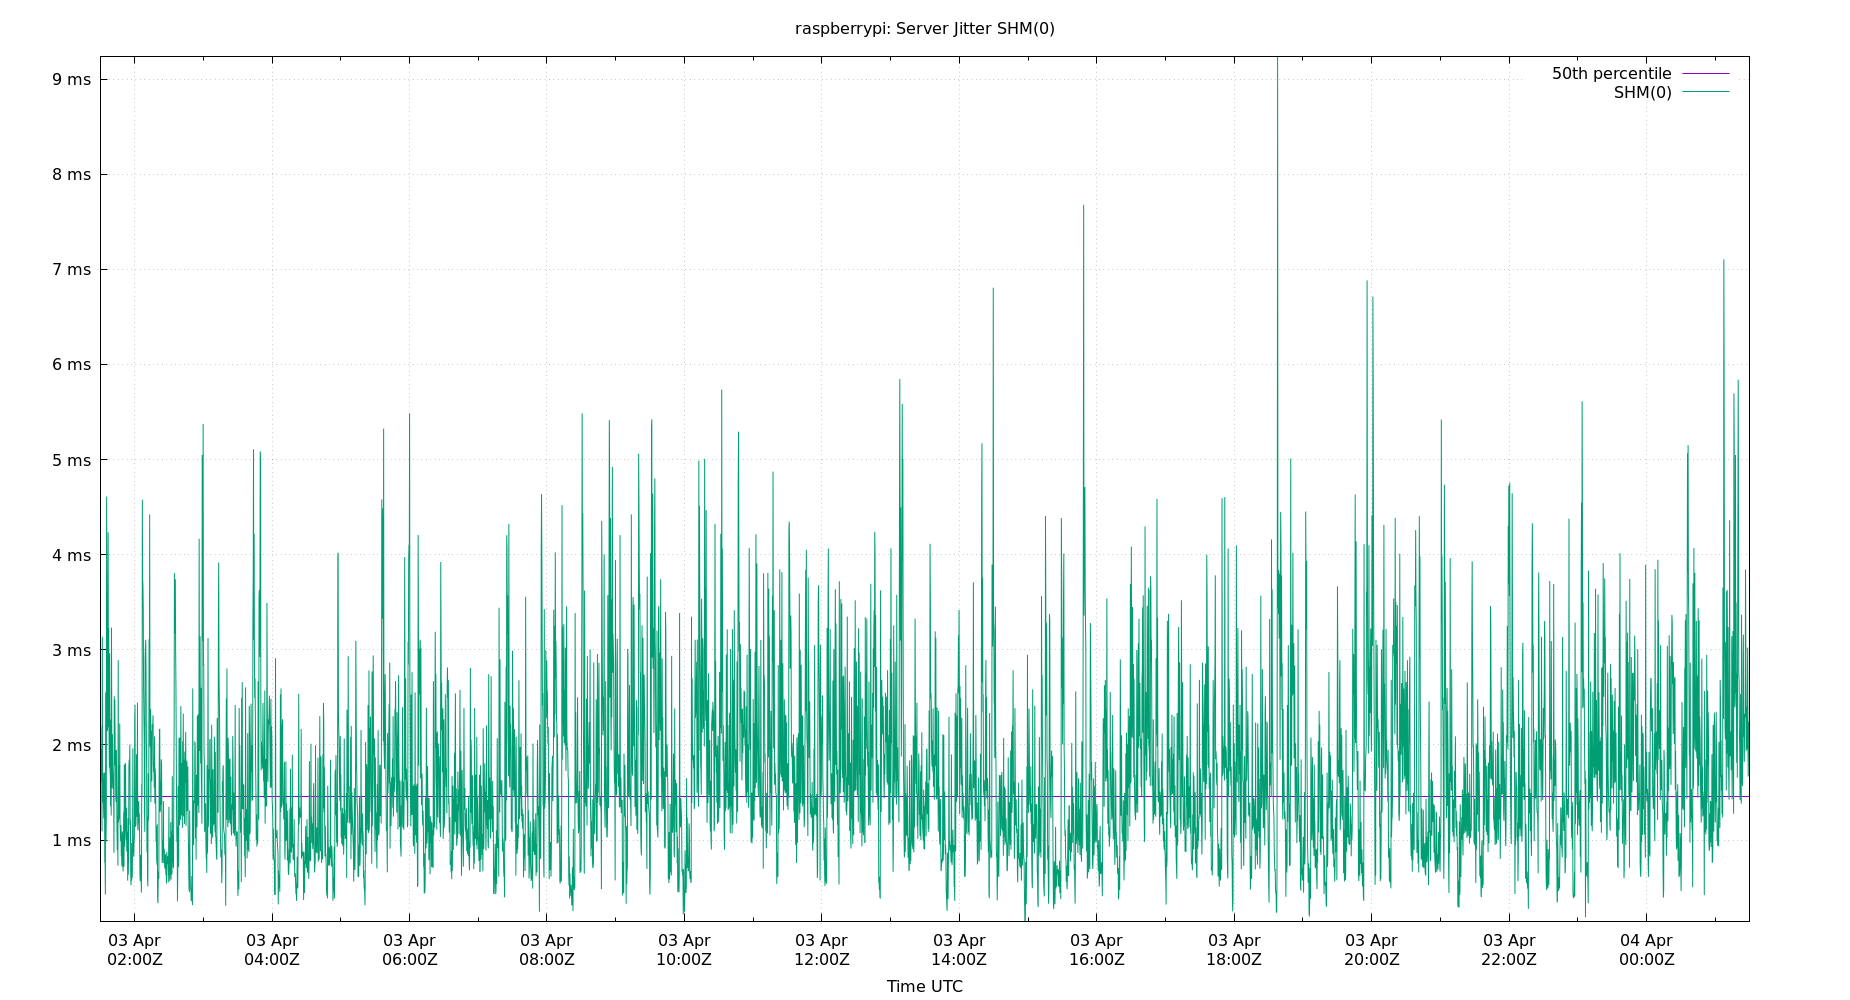 raspberrypi: Server Jitter SHM(0)
50th percentile
SHM(0)
9 ms
8 ms
7 ms
6 ms
5 ms
4 ms
3 ms
2 ms
1 ms
03 Apr 03 Apr 03 Apr 03 Apr 03 Apr 03 Apr 03 Apr 03 Apr 03 Apr 03 Apr 03 Apr 04 Apr
02:00Z 04:00Z 06:00Z 08:00Z 10:00Z 12:00Z 14:00Z 16:00Z 18:00Z 20:00Z 22:00Z 00:00Z
Time UTC